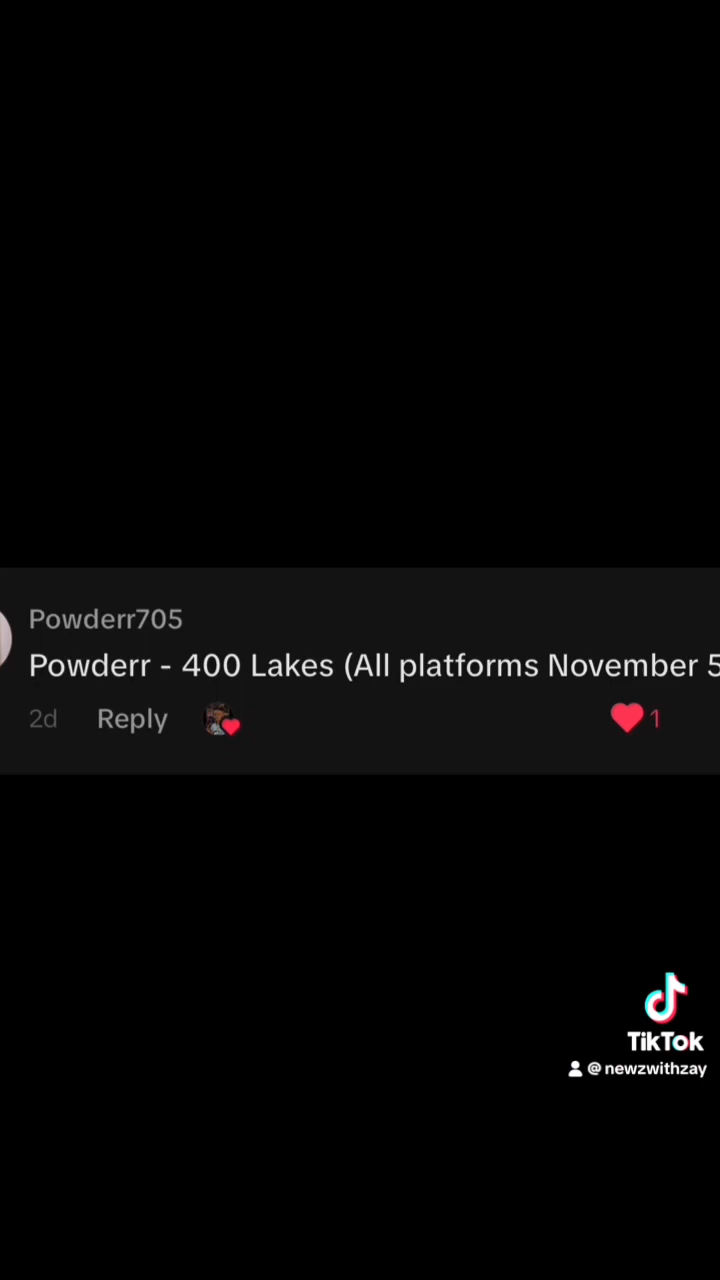 Powderr705
Powderr - 400 Lakes (All platforms November 5
2d Reply 1
TikTok
@newzwithzay